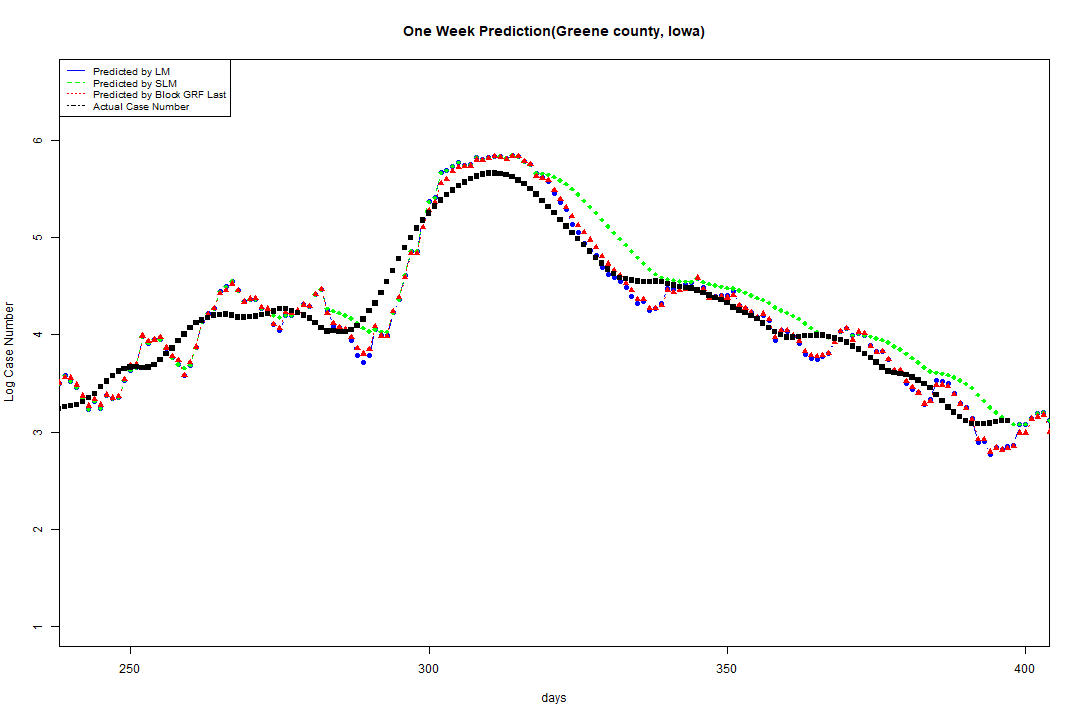 One Week Prediction(Greene county, Iowa)
Predicted by LM
Predicted by SLM
Predicted by Block GRF Last
Actual Case Number
6
5
4
3
2
1
Log Case Number
250 300 350 400
days